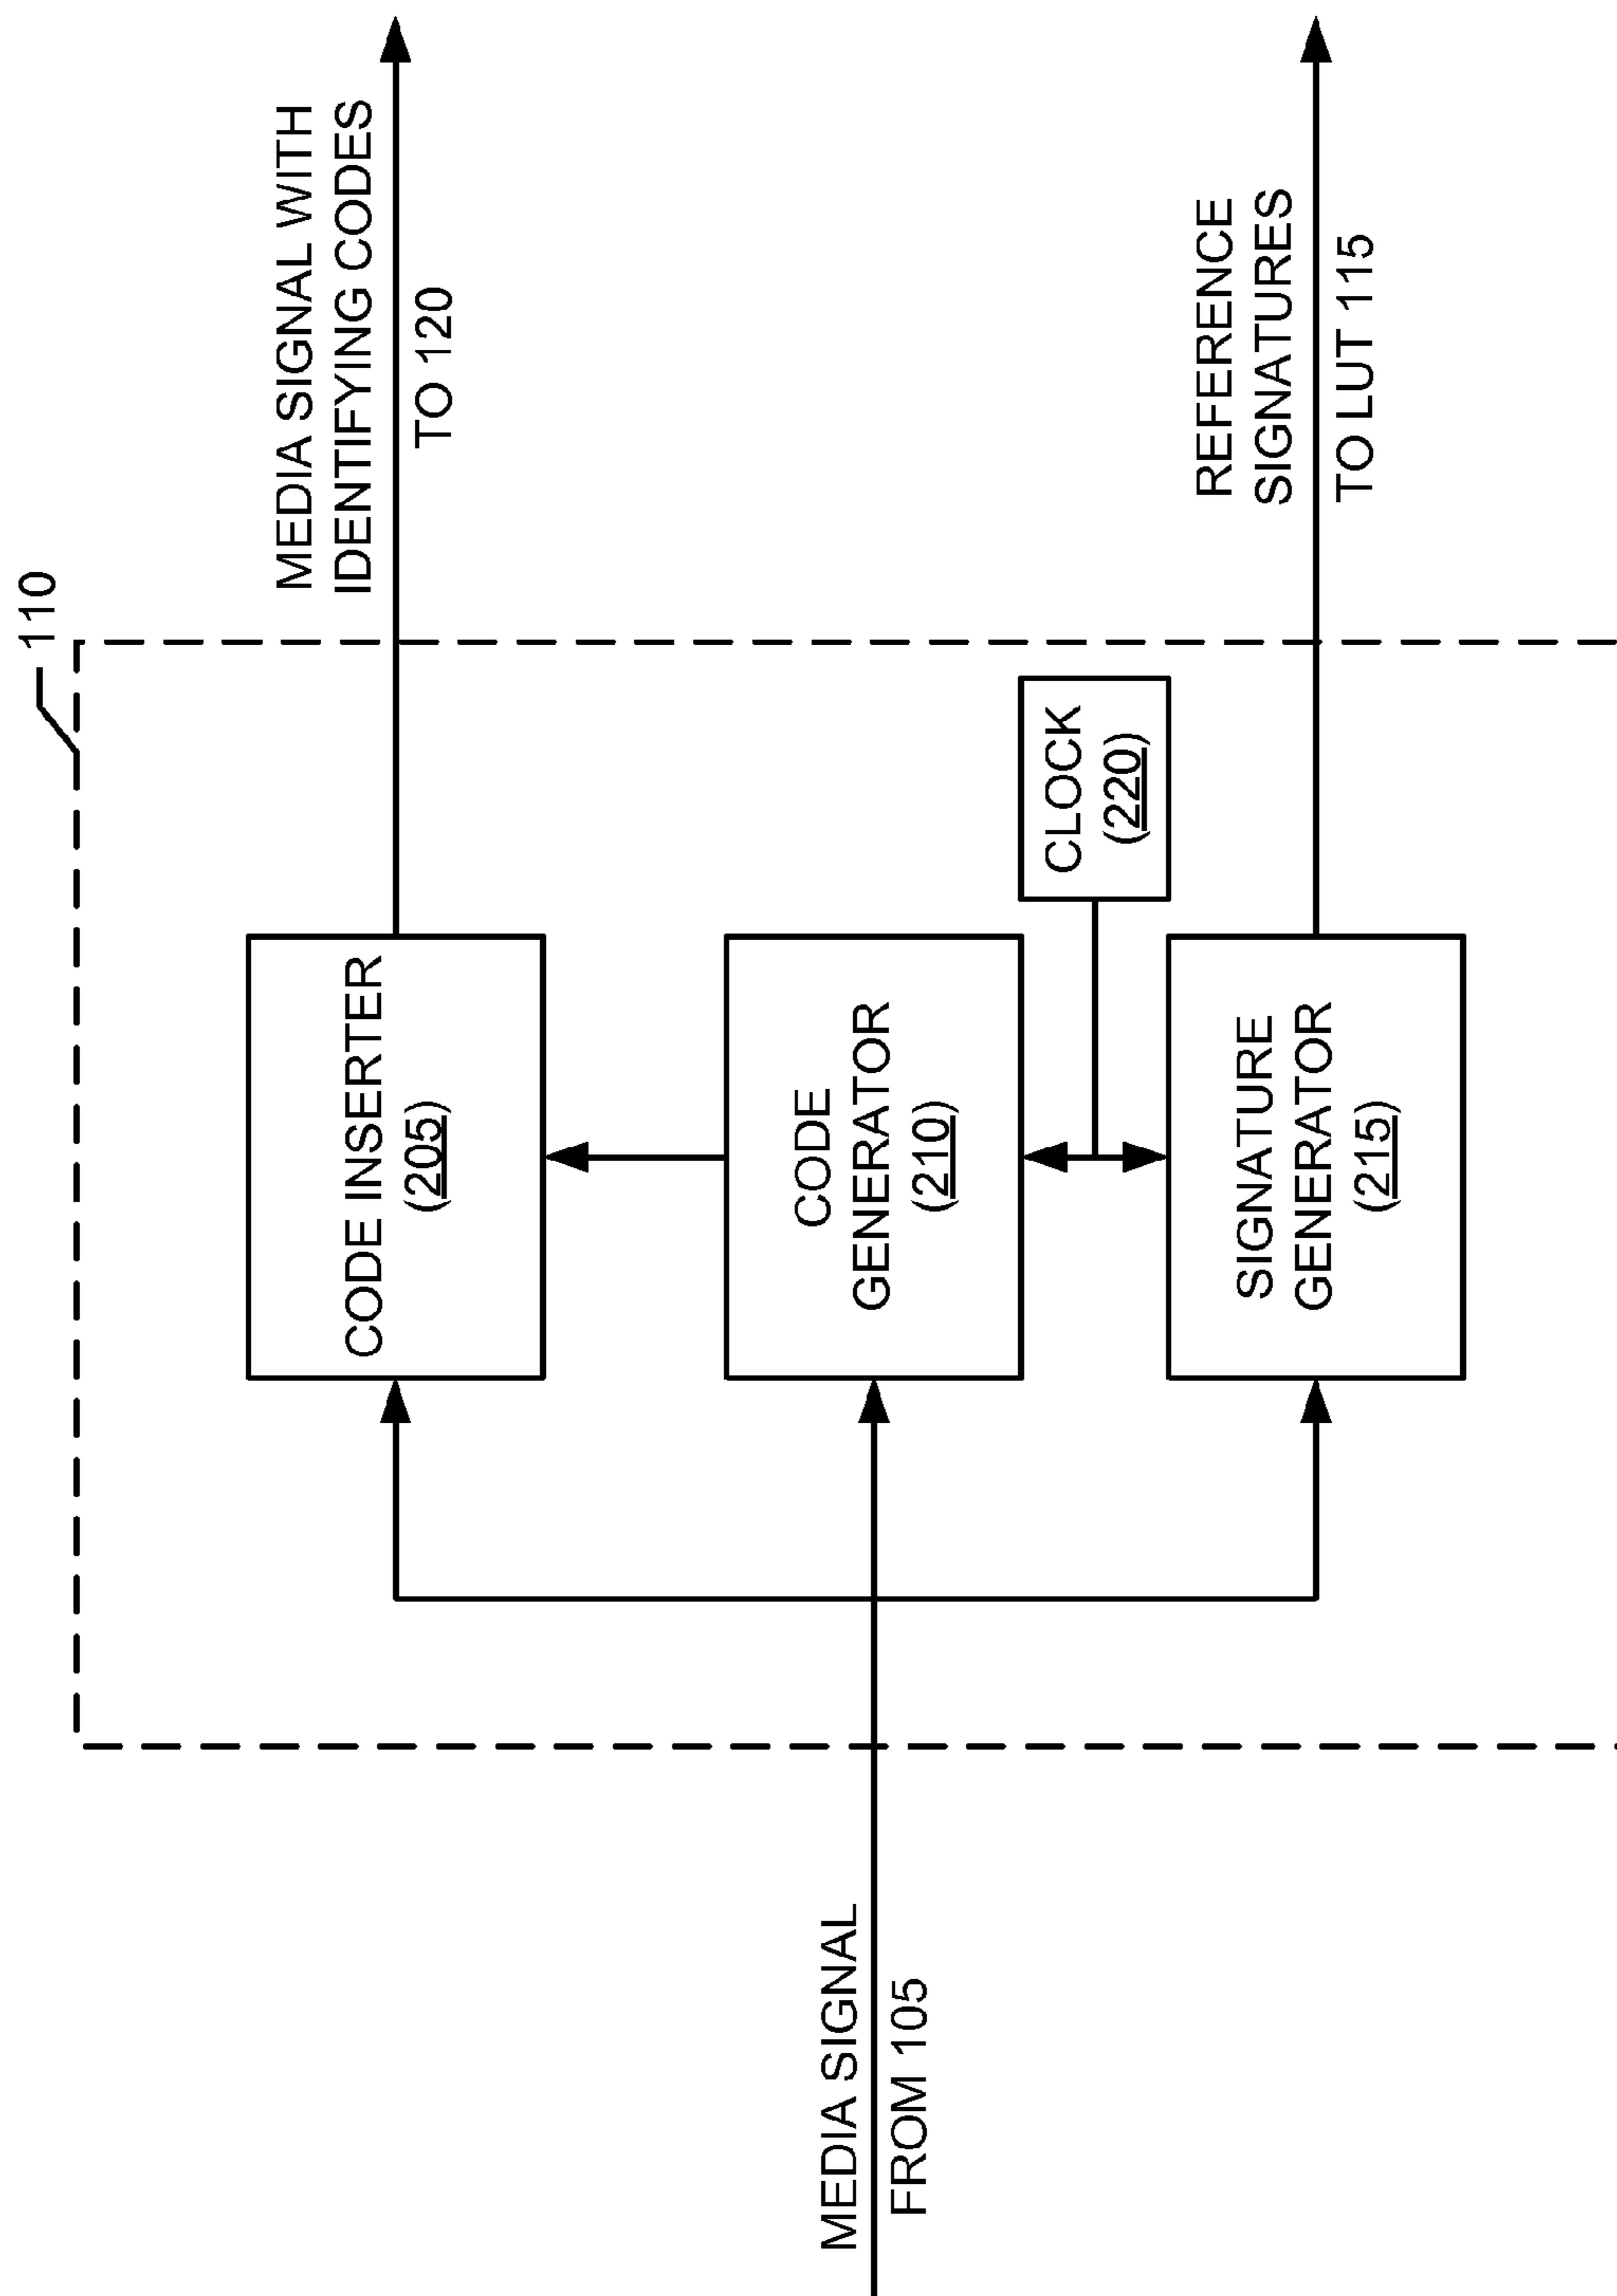 110
MEDIA SIGNAL
FROM 105
CODE INSERTER
(205)
CODE
GENERATOR
(210)
CLOCK
(220)
SIGNATURE
GENERATOR
(215)
MEDIA SIGNAL WITH
IDENTIFYING CODES
TO 120
REFERENCE
SIGNATURES
TO LUT 115